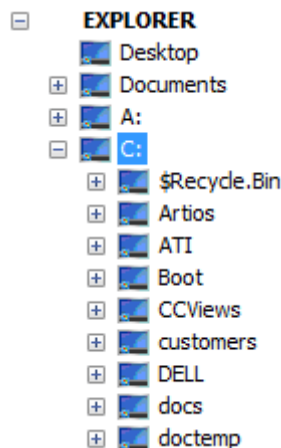 EXPLORER
Desktop
Documents
A:
C:
$Recycle.Bin
Artios
ATI
Boot
CCViews
customers
DELL
docs
doctemp